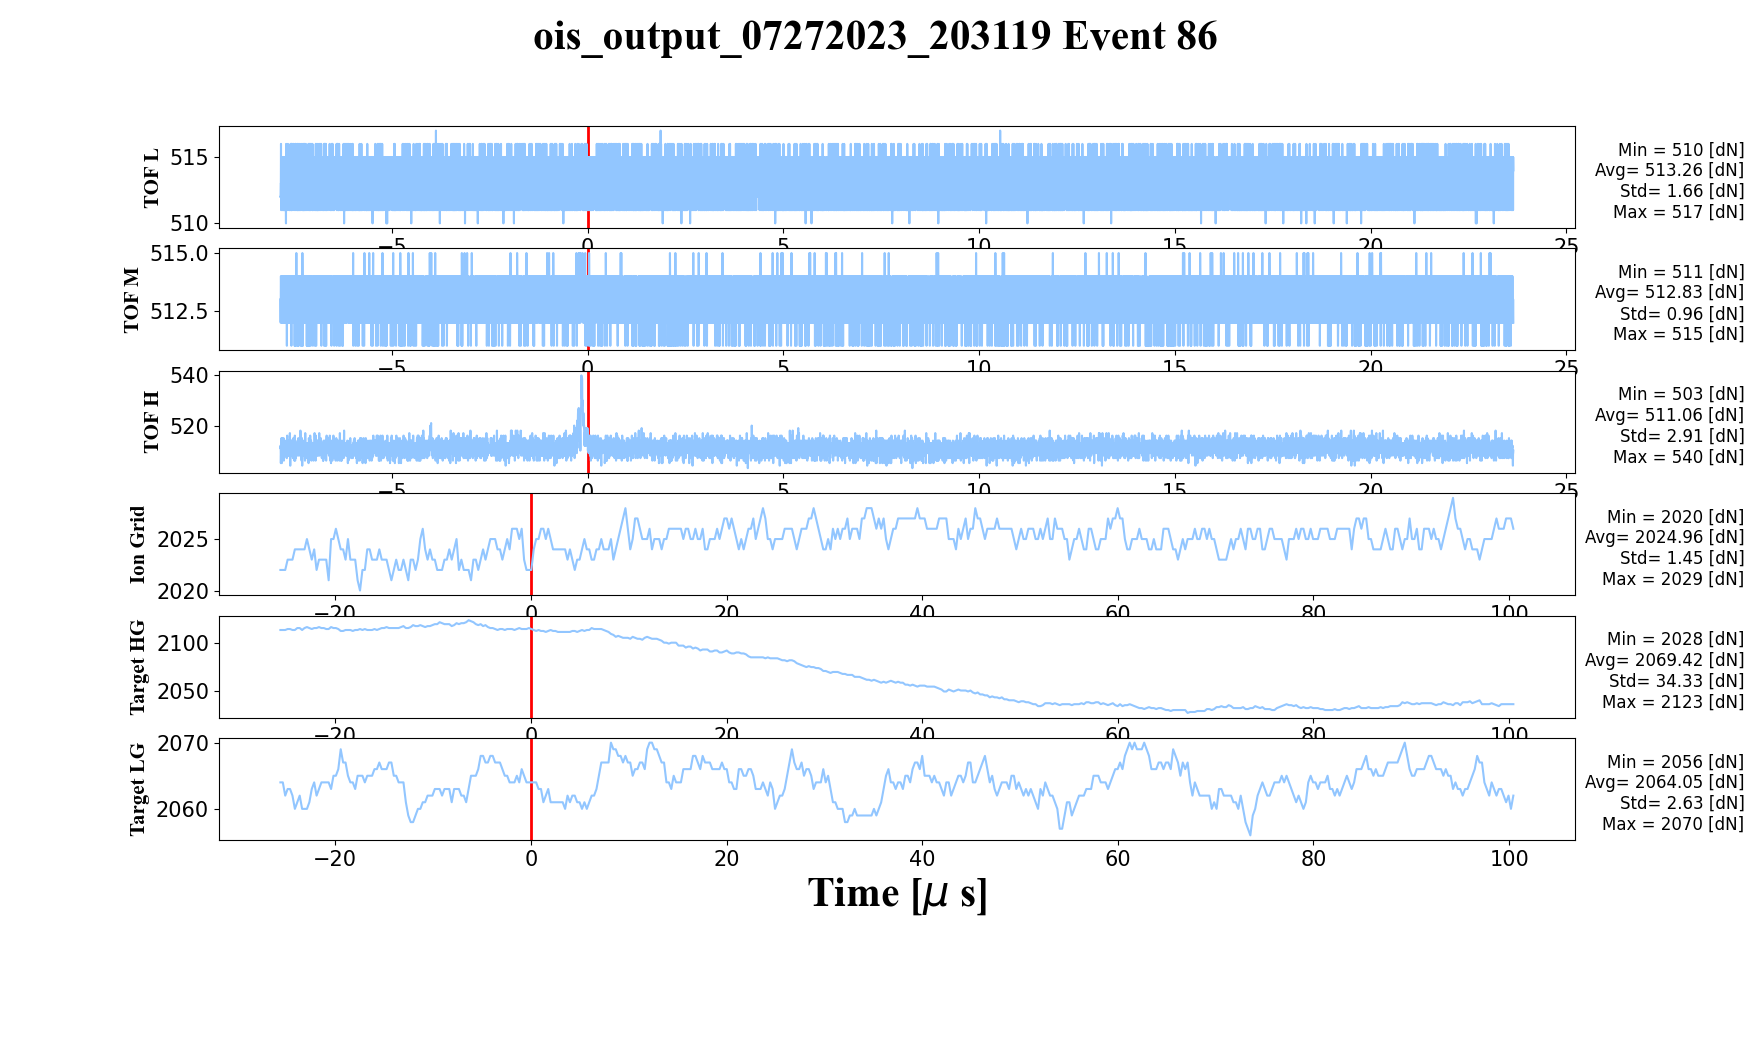 ois_output_07272023_203119 Event 86
TOF L
515
510
Min = 510 [dN]
Avg= 513.26 [dN]
Std= 1.66 [dN]
Max = 517 [dN]
−5 0 5 10 15 20 25
TOF M
515.0
512.5
Min = 511 [dN]
Avg= 512.83 [dN]
Std= 0.96 [dN]
Max = 515 [dN]
−5 0 5 10 15 20 25
TOF H
540
520
Min = 503 [dN]
Avg= 511.06 [dN]
Std= 2.91 [dN]
Max = 540 [dN]
−5 0 5 10 15 20 25
Ion Grid
2025
2020
Min = 2020 [dN]
Avg= 2024.96 [dN]
Std= 1.45 [dN]
Max = 2029 [dN]
−20 0 20 40 60 80 100
Target HG
2100
2050
Min = 2028 [dN]
Avg= 2069.42 [dN]
Std= 34.33 [dN]
Max = 2123 [dN]
−20 0 20 40 60 80 100
Target LG
2070
2060
Min = 2056 [dN]
Avg= 2064.05 [dN]
Std= 2.63 [dN]
Max = 2070 [dN]
−20 0 20 40 60 80 100
Time [μ s]